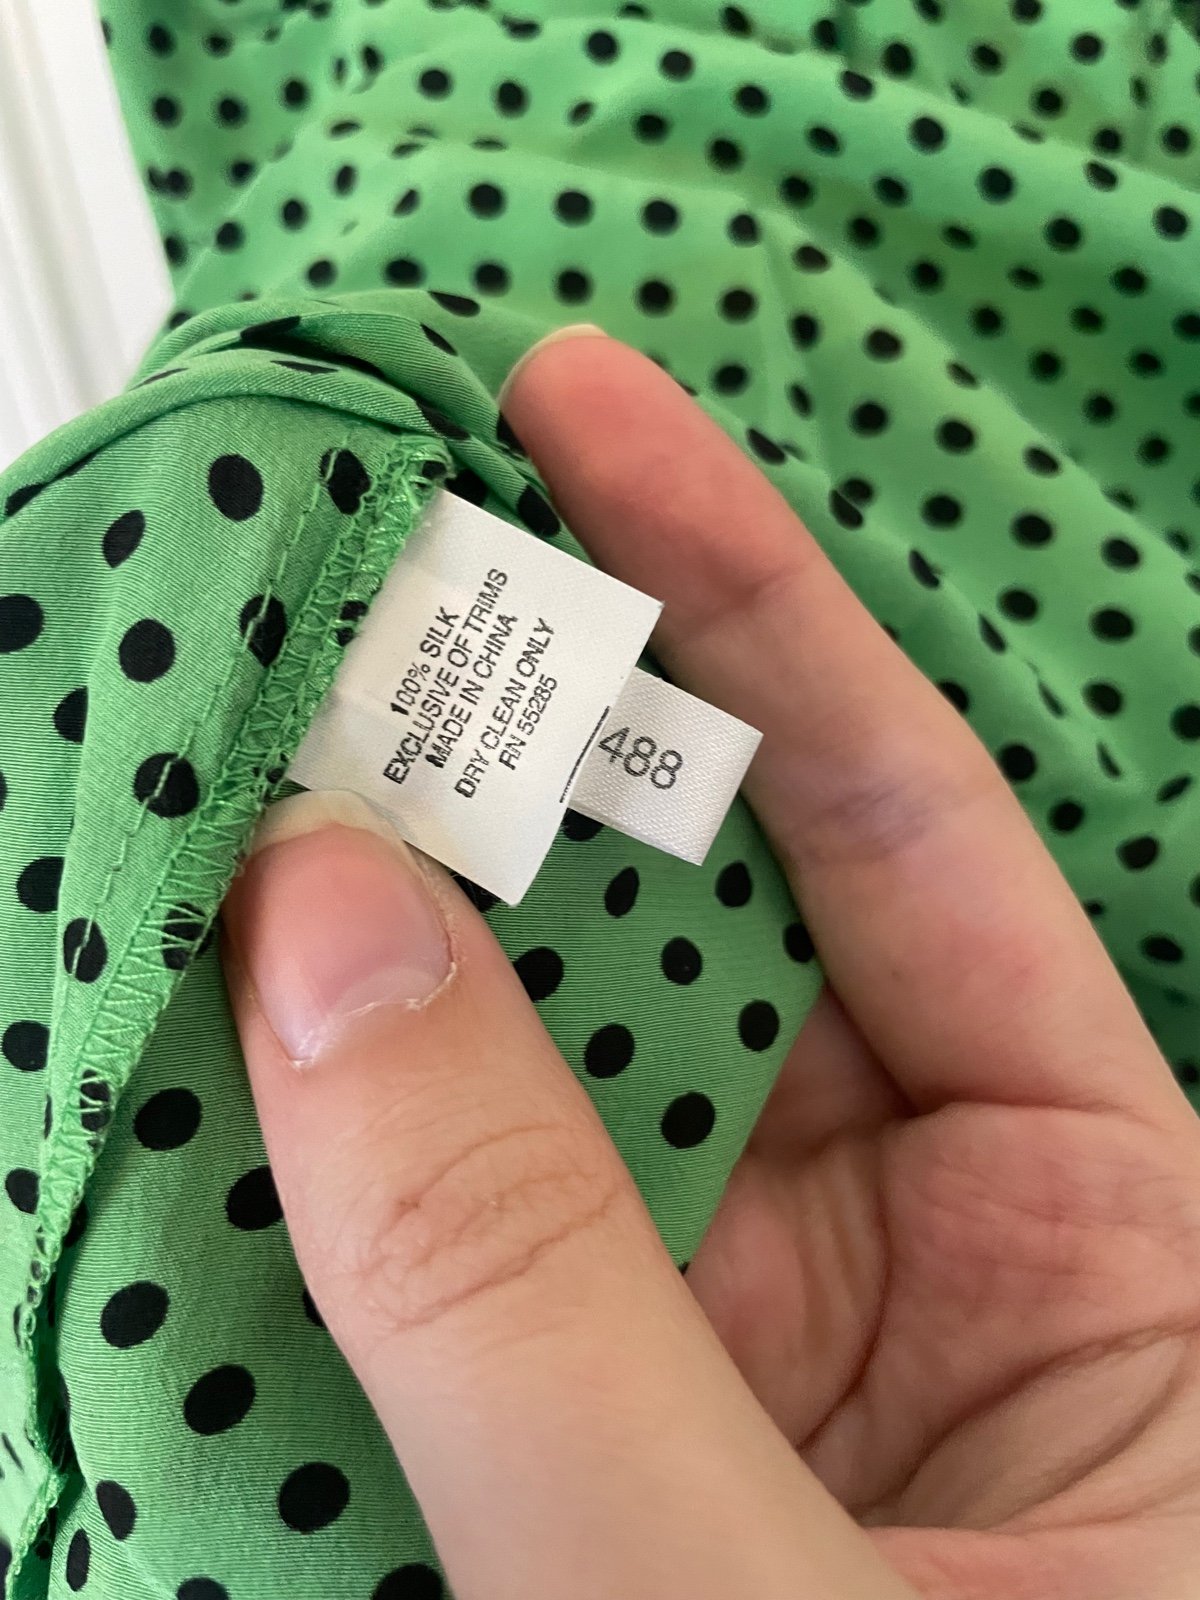 100% SILK
EXCLUSIVE OF TRIMS
MADE IN CHINA
DRY CLEAN ONLY
RN 55285
488